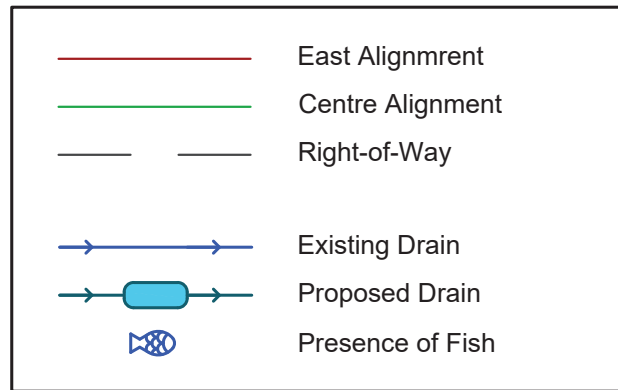 East Alignmrent
Centre Alignment
Right-of-Way
Existing Drain
Proposed Drain
Presence of Fish